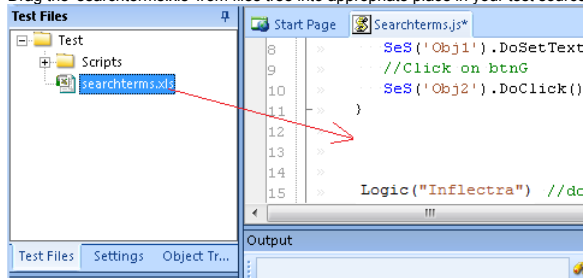 Test Files
Test
Scripts
searchterms.xls
Test Files Settings Object Tr...
Start Page Searchterms.js*
8 SeS('Obj1').DoSetText
9 //Click on btnG
10 SeS('Obj2').DoClick()
11 }
12
13
14
15 Logic("Inflectra") //do
Output